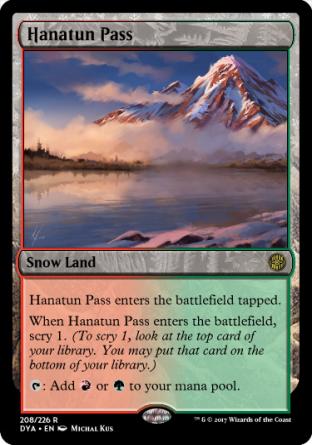 Hanatun Pass
Snow Land
Hanatun Pass enters the battlefield tapped.
When Hanatun Pass enters the battlefield,
scry 1. (To scry 1, look at the top card of
your library. You may put that card on the
bottom of your library.)
: Add or to your mana pool.
208/226 R
DYA • EN Michal Kus
™ & © 2017 Wizards of the Coast